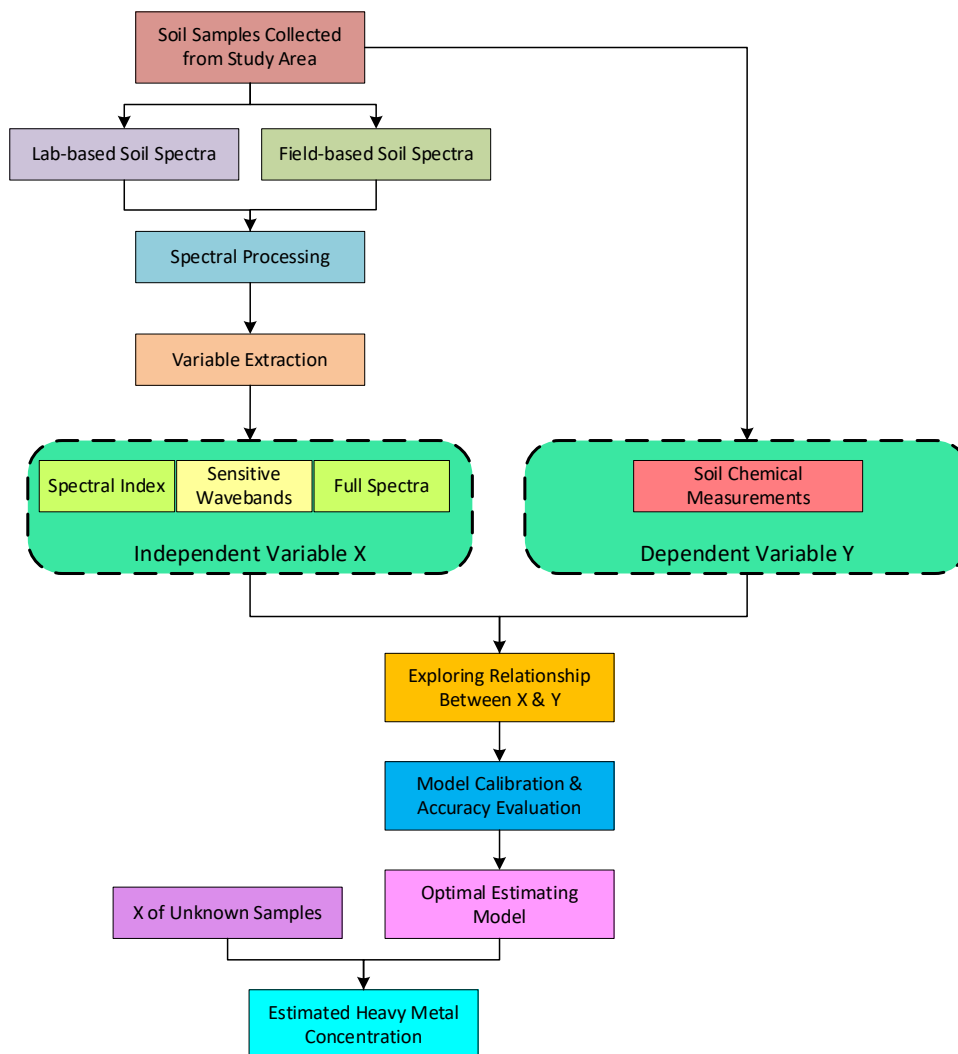 Soil Samples Collected
from Study Area
Lab-based Soil Spectra
Field-based Soil Spectra
Spectral Processing
Variable Extraction
Spectral Index
Sensitive
Wavebands
Full Spectra
Independent Variable X
Soil Chemical
Measurements
Dependent Variable Y
Exploring Relationship
Between X & Y
Model Calibration &
Accuracy Evaluation
X of Unknown Samples
Optimal Estimating
Model
Estimated Heavy Metal
Concentration